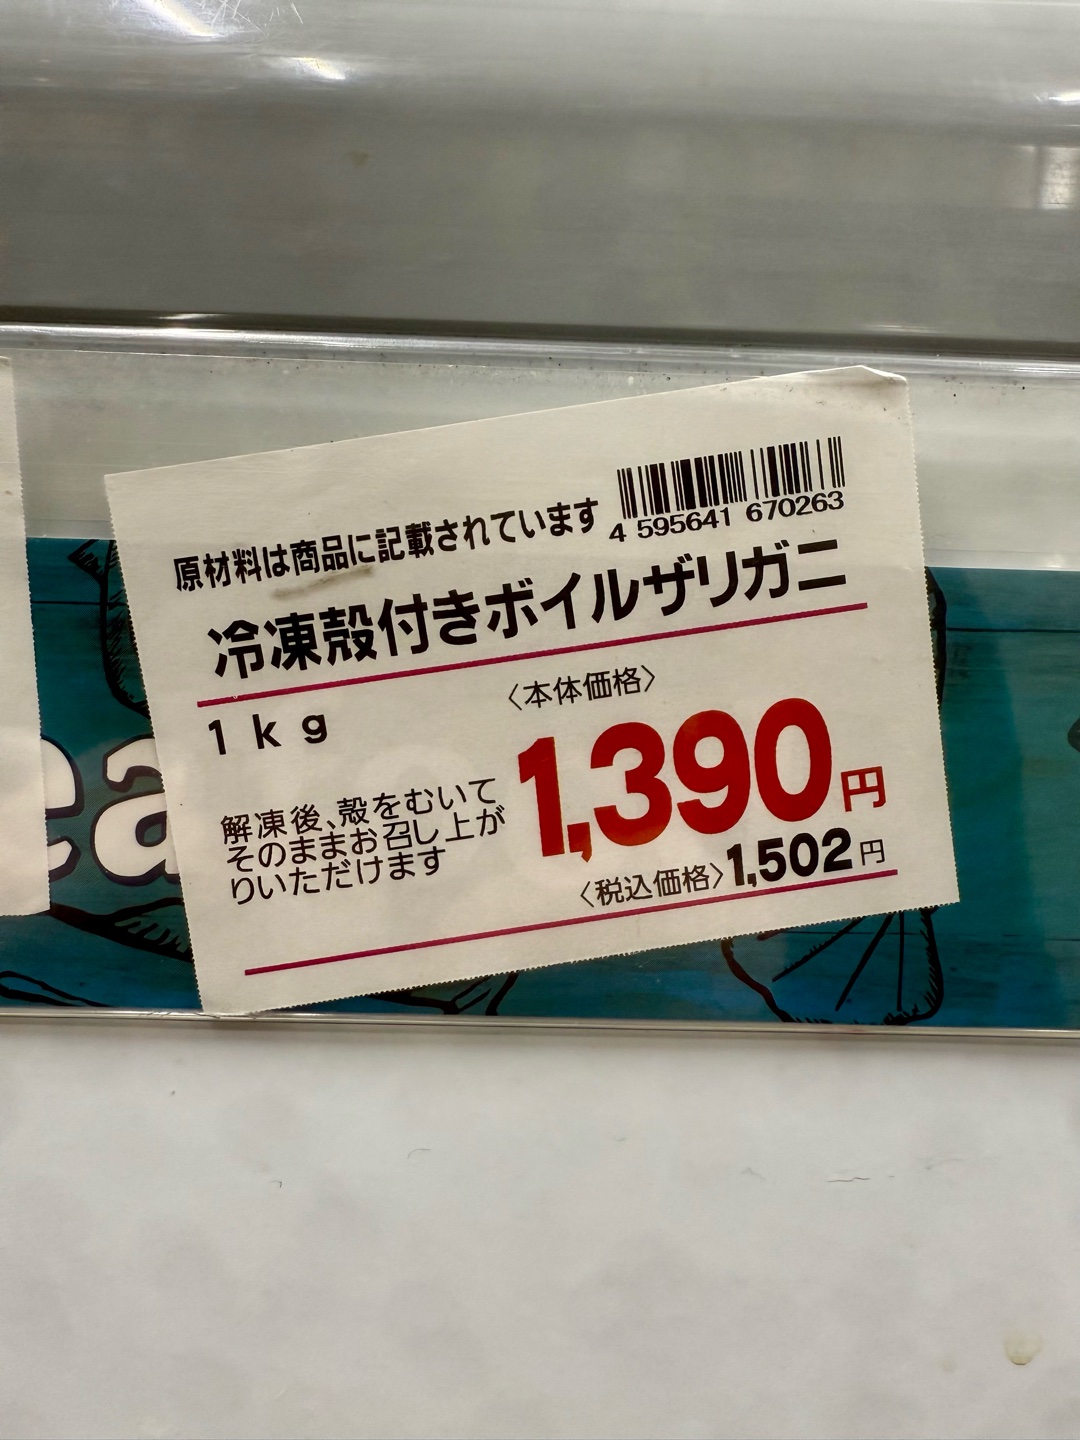 原材料は商品に記載されています
4 595641 670263
冷凍殻付きボイルザリガニ
1kg
〈本体価格〉
1,390円
解凍後、殻をむいて
そのままお召し上が
りいただけます
〈税込価格〉1,502円
ea